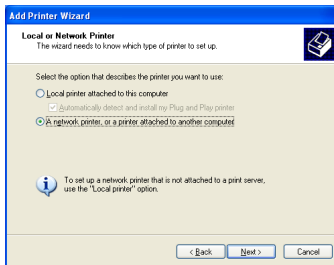 Add Printer Wizard
Local or Network Printer
The wizard needs to know which type of printer to set up.
Select the option that describes the printer you want to use:
Local printer attached to this computer
Automatically detect and install my Plug and Play printer
A network printer, or a printer attached to another computer
To set up a network printer that is not attached to a print server,
use the "Local printer" option.
< Back
Next >
Cancel